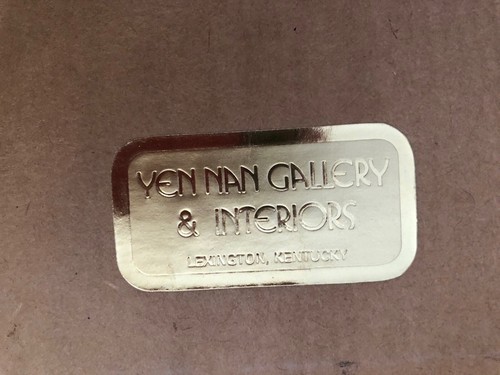 YEN NAN GALLERY
& INTERIORS
LEXINGTON, KENTUCKY